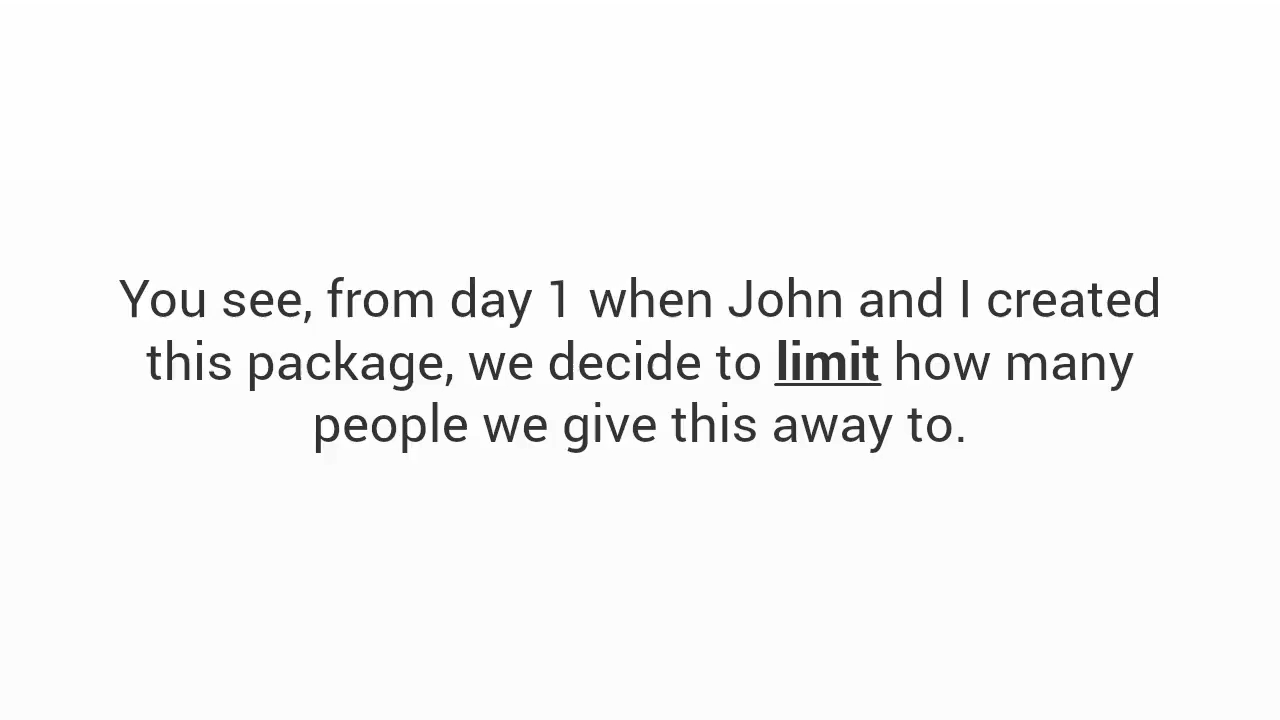 You see, from day 1 when John and I created
this package, we decide to limit how many
people we give this away to.